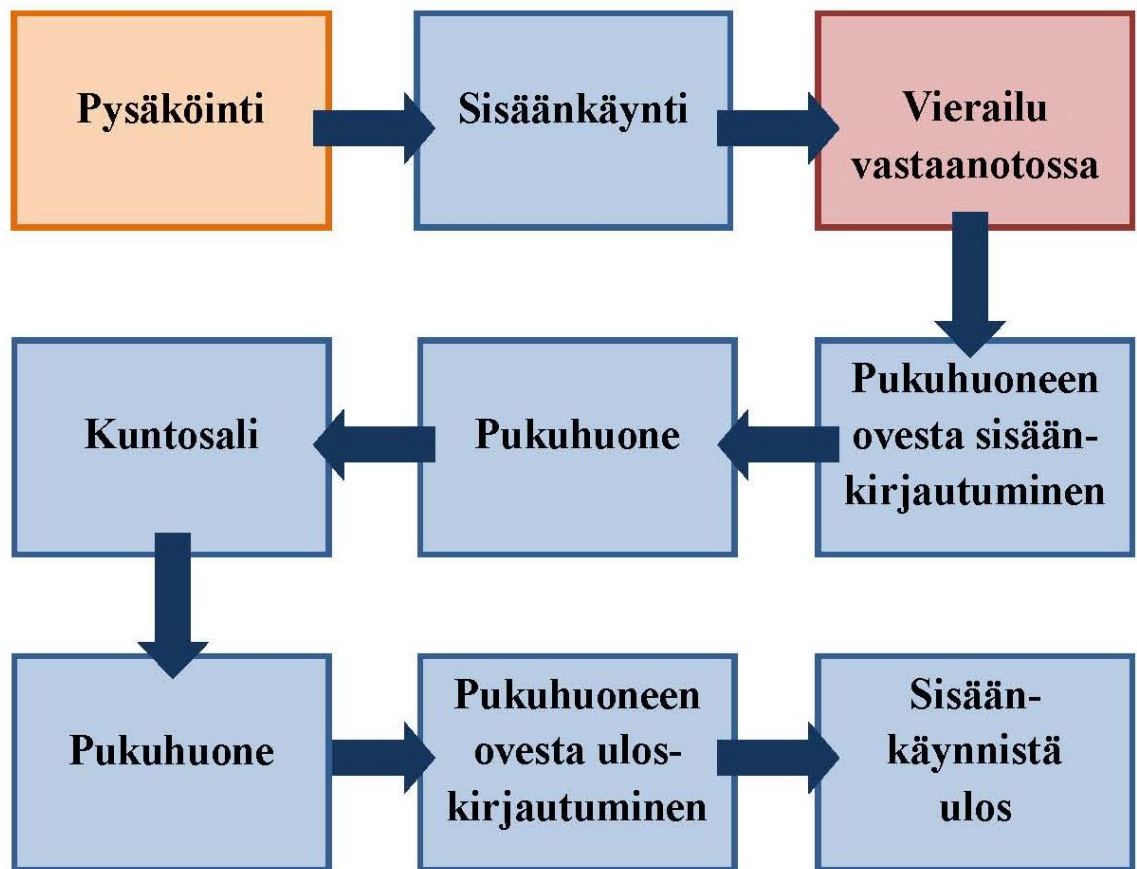 Pysäköinti
Sisäänkäynti
Vierailu
vastaanotossa
Pukuhuoneen
ovesta sisään-
kirjautuminen
Pukuhuone
Kuntosali
Pukuhuone
Pukuhuoneen
ovesta ulos-
kirjautuminen
Sisään-
käynnistä
ulos